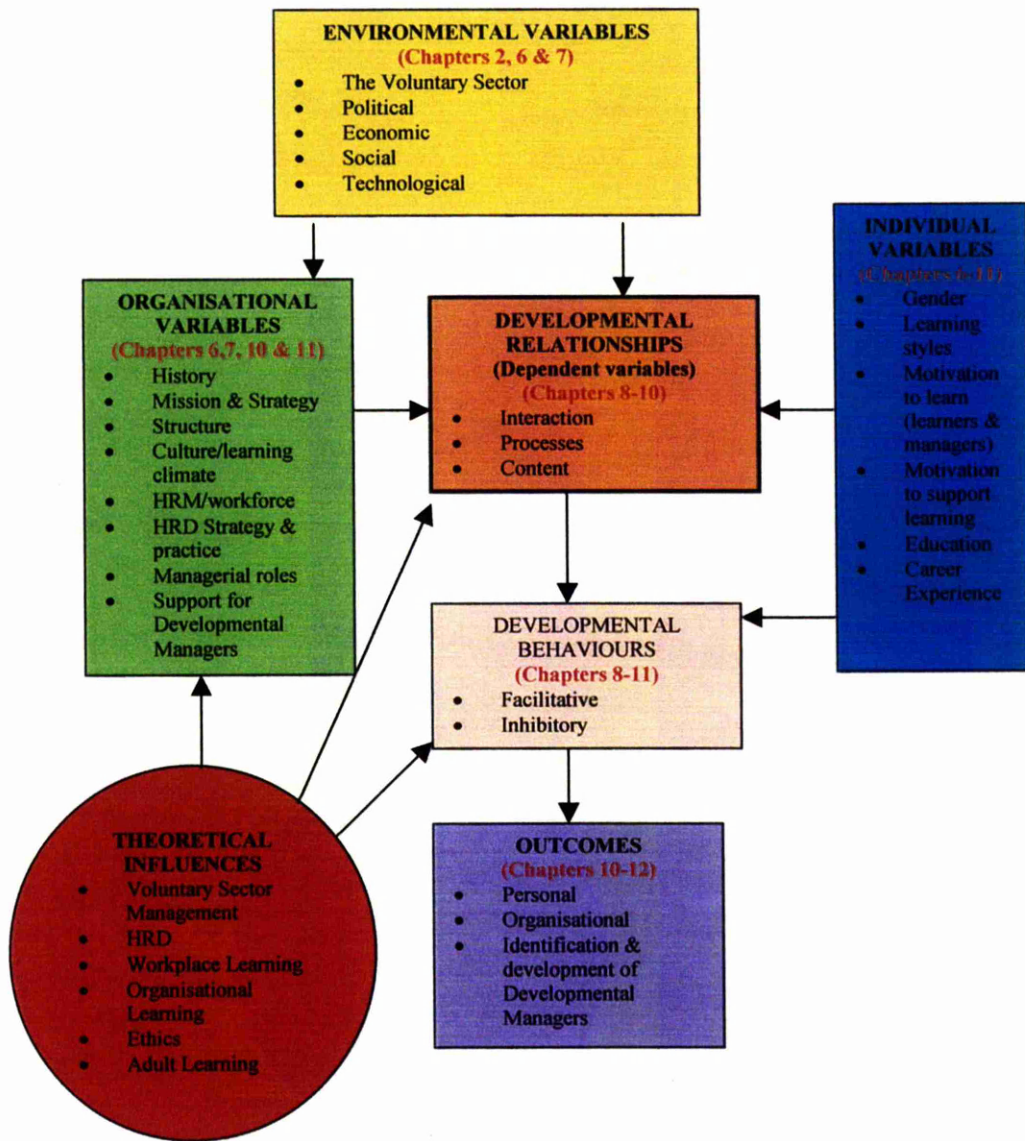 ENVIRONMENTAL VARIABLES
(Chapters 2, 6 & 7)
• The Voluntary Sector
• Political
• Economic
• Social
• Technological
ORGANISATIONAL
VARIABLES
(Chapters 6,7, 10 & 11)
• History
• Mission & Strategy
• Structure
• Culture/learning
climate
• HRM/workforce
• HRD Strategy &
practice
• Managerial roles
• Support for
Developmental
Managers
DEVELOPMENTAL
RELATIONSHIPS
(Dependent variables)
(Chapters 8-10)
• Interaction
• Processes
• Content
INDIVIDUAL
VARIABLES
(Chapters 6-11)
• Gender
• Learning
styles
• Motivation
to learn
(learners &
managers)
• Motivation
to support
learning
• Education
• Career
Experience
DEVELOPMENTAL
BEHAVIOURS
(Chapters 8-11)
• Facilitative
• Inhibitory
THEORETICAL
INFLUENCES
• Voluntary Sector
Management
• HRD
• Workplace Learning
• Organisational
Learning
• Ethics
• Adult Learning
OUTCOMES
(Chapters 10-12)
• Personal
• Organisational
• Identification &
development of
Developmental
Managers